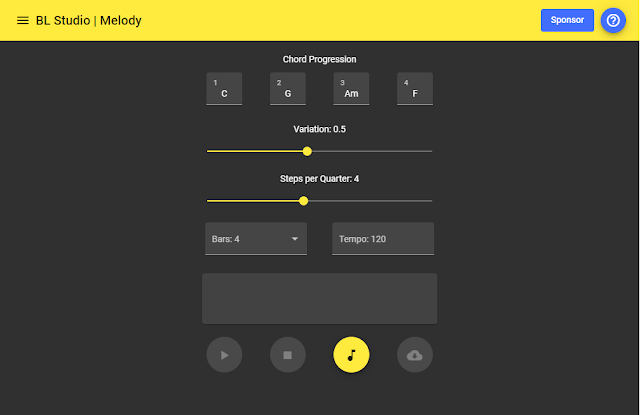 BL Studio | Melody
Sponsor
Chord Progression
1 2 3 4
C G Am F
Variation: 0.5
Steps per Quarter: 4
Bars: 4 Tempo: 120